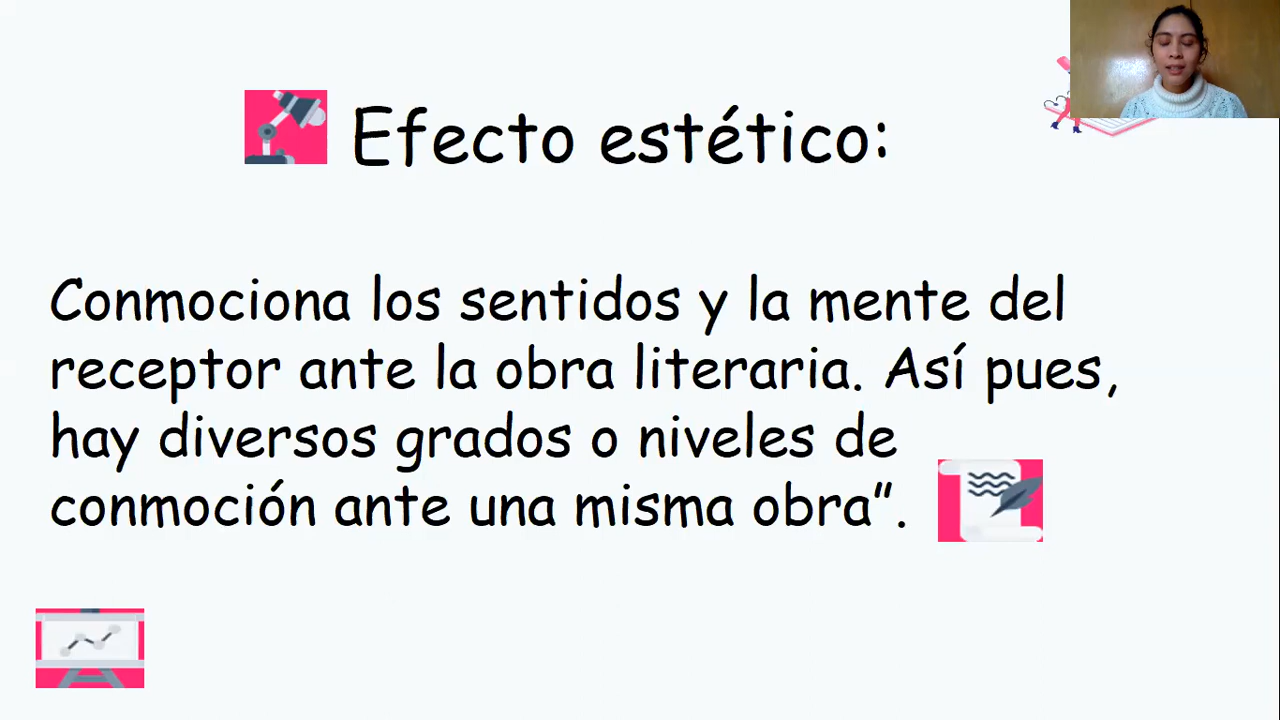 Efecto estético:
Conmociona los sentidos y la mente del
receptor ante la obra literaria. Así pues,
hay diversos grados o niveles de
conmoción ante una misma obra”.